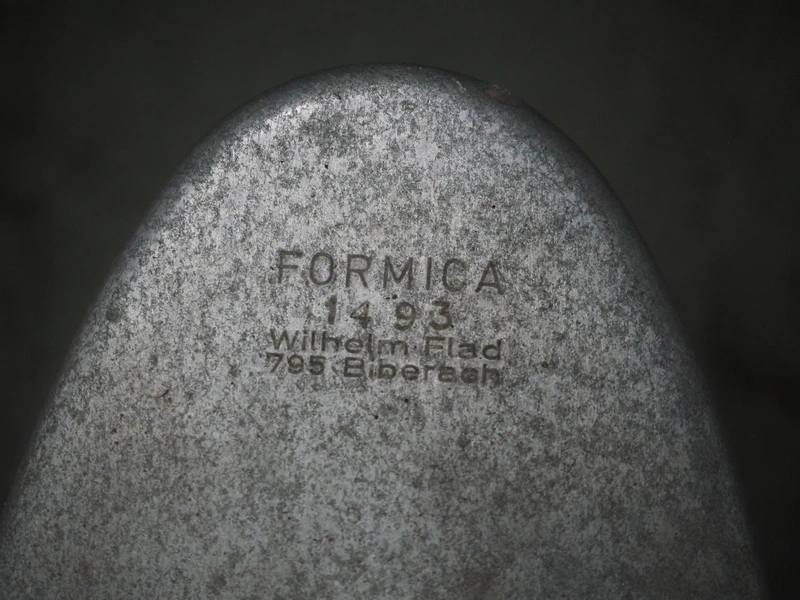 FORMICA
1493
Wilhelm Flad
795 Biberach